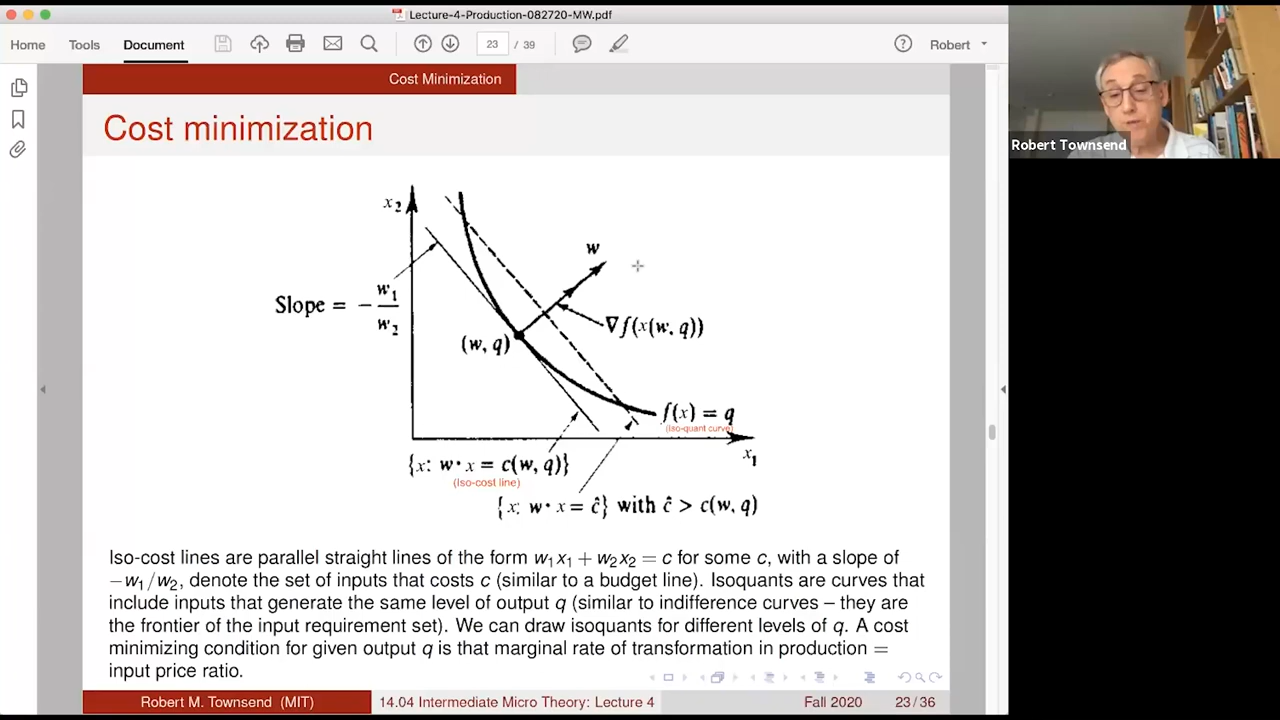 Lecture-4-Production-082720-MW.pdf
Home Tools Document 23 / 39 Robert
Cost Minimization
Cost minimization
Robert Townsend
x2
w
Slope = - w1/w2
∇f(x(w, q))
(w, q)
f(x) = q
(Iso-quant curve)
x1
{x: w • x = c(w, q)}
(Iso-cost line)
{x: w • x = ĉ} with ĉ > c(w, q)
Iso-cost lines are parallel straight lines of the form w1x1 + w2x2 = c for some c, with a slope of
−w1/w2, denote the set of inputs that costs c (similar to a budget line). Isoquants are curves that
include inputs that generate the same level of output q (similar to indifference curves – they are
the frontier of the input requirement set). We can draw isoquants for different levels of q. A cost
minimizing condition for given output q is that marginal rate of transformation in production =
input price ratio.
Robert M. Townsend (MIT) 14.04 Intermediate Micro Theory: Lecture 4 Fall 2020 23 / 36